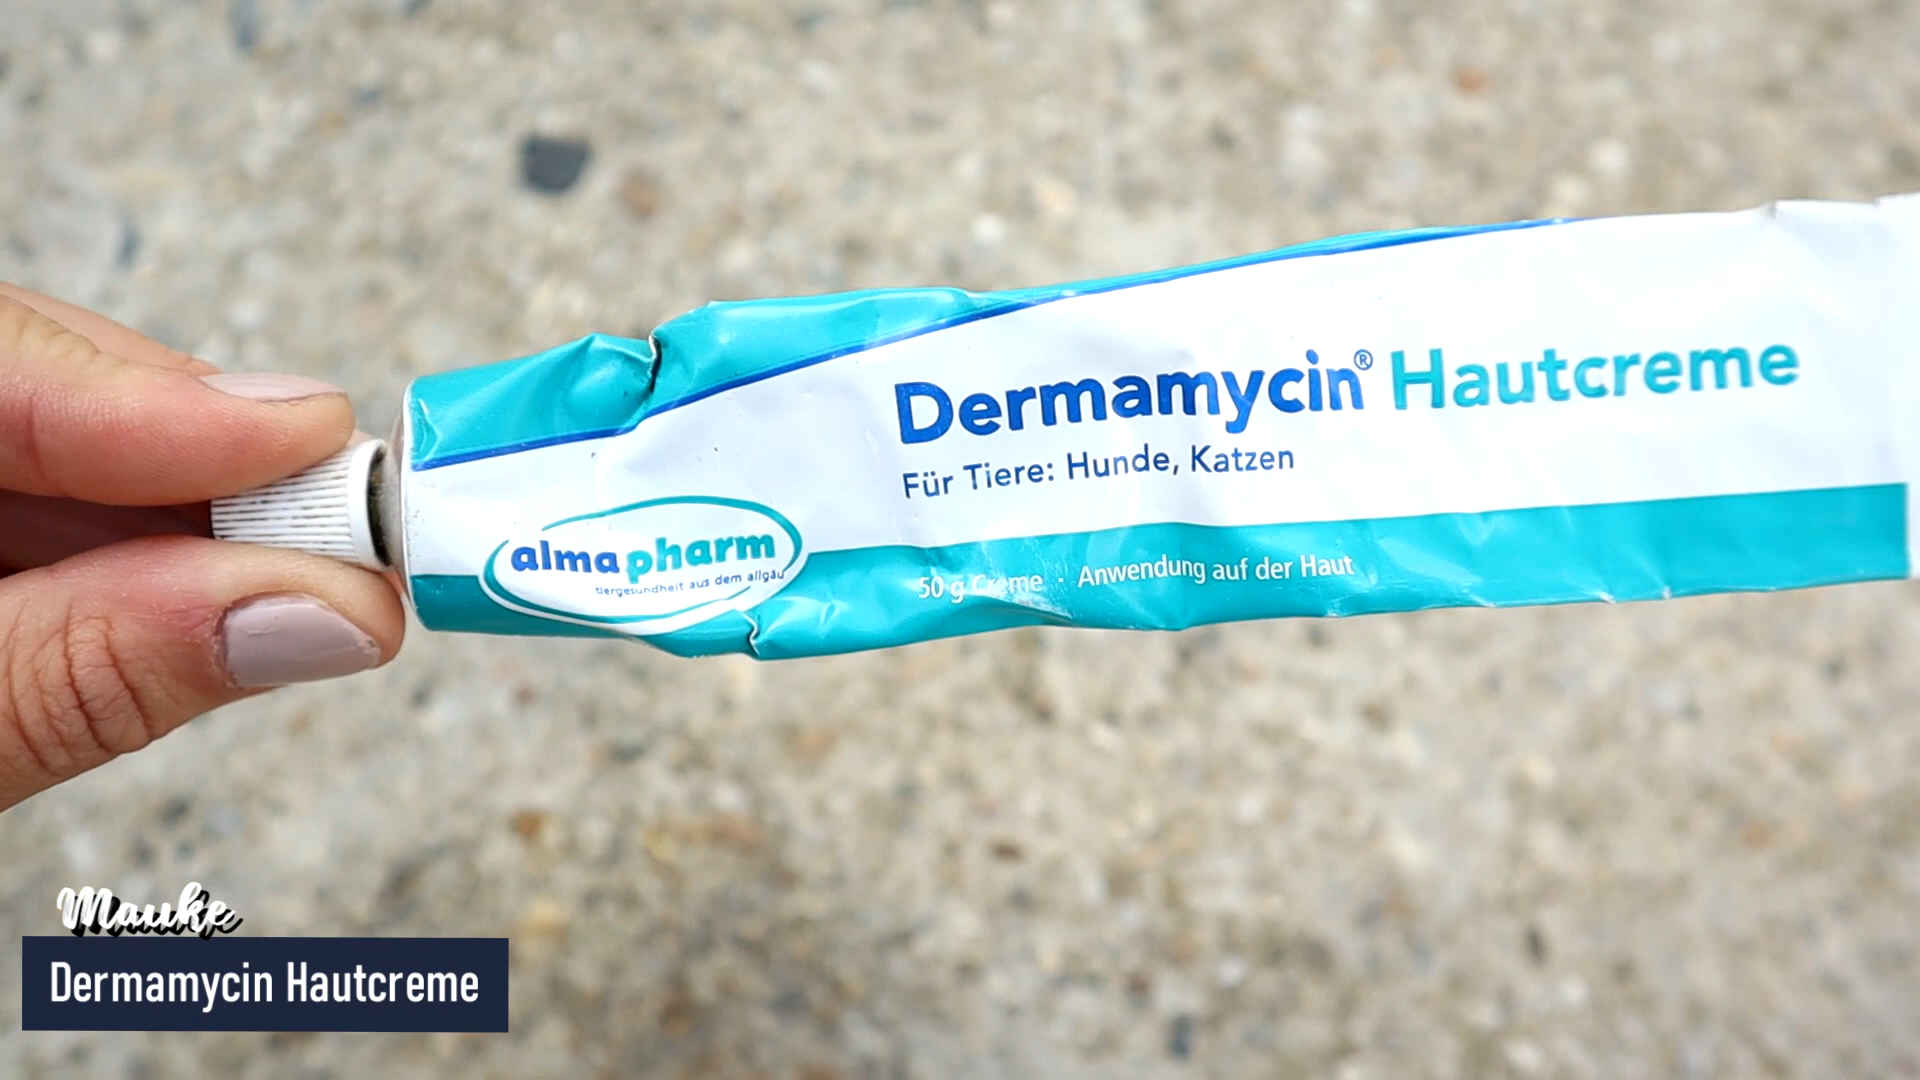 Dermamycin® Hautcreme
Für Tiere: Hunde, Katzen
almapharm
tiergesundheit aus dem allgäu
50 g Creme · Anwendung auf der Haut
Mauke
Dermamycin Hautcreme